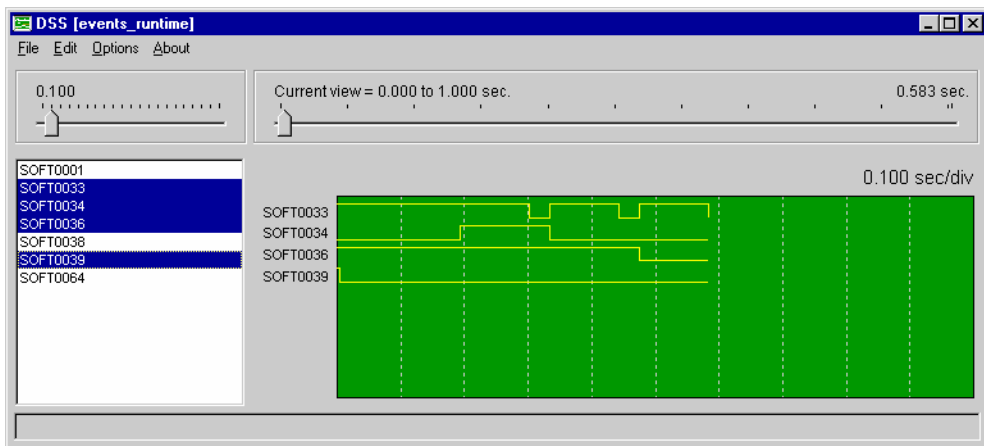 DSS [events_runtime]
File Edit Options About
0.100
Current view = 0.000 to 1.000 sec. 0.583 sec.
SOFT0001
SOFT0033
SOFT0034
SOFT0036
SOFT0038
SOFT0039
SOFT0064
0.100 sec/div
SOFT0033
SOFT0034
SOFT0036
SOFT0039